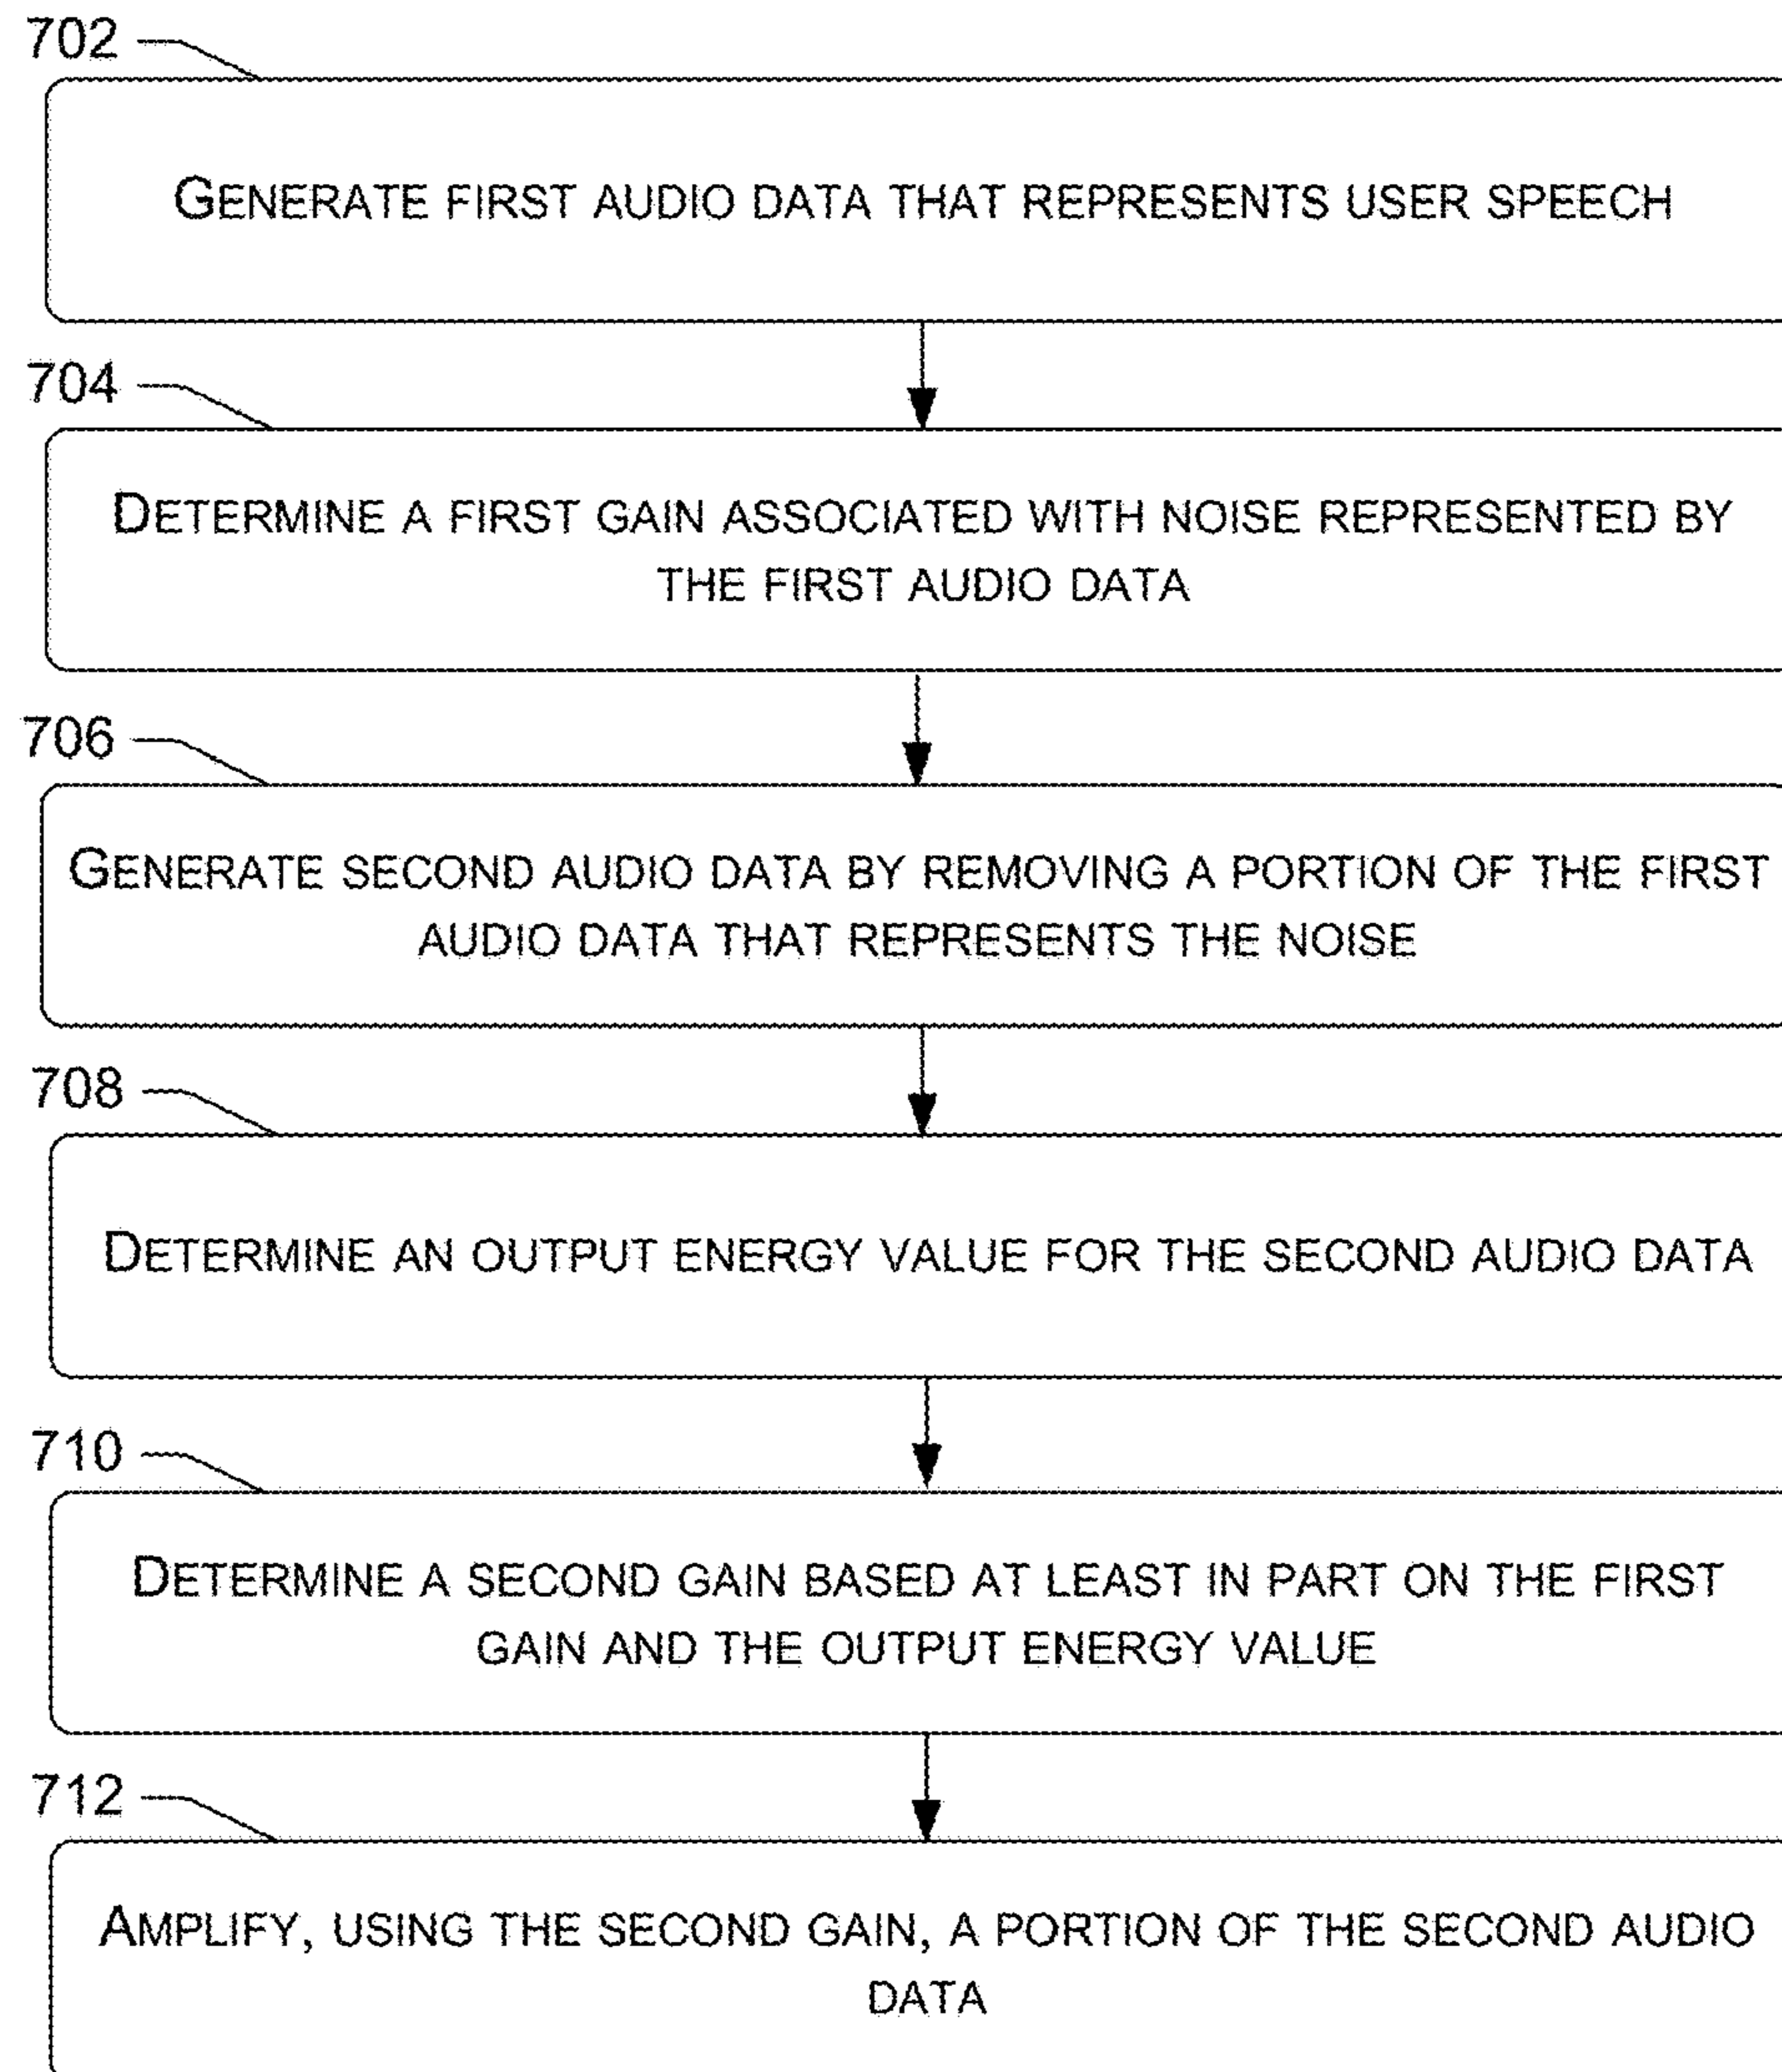 702
GENERATE FIRST AUDIO DATA THAT REPRESENTS USER SPEECH
704
DETERMINE A FIRST GAIN ASSOCIATED WITH NOISE REPRESENTED BY
THE FIRST AUDIO DATA
706
GENERATE SECOND AUDIO DATA BY REMOVING A PORTION OF THE FIRST
AUDIO DATA THAT REPRESENTS THE NOISE
708
DETERMINE AN OUTPUT ENERGY VALUE FOR THE SECOND AUDIO DATA
710
DETERMINE A SECOND GAIN BASED AT LEAST IN PART ON THE FIRST
GAIN AND THE OUTPUT ENERGY VALUE
712
AMPLIFY, USING THE SECOND GAIN, A PORTION OF THE SECOND AUDIO
DATA